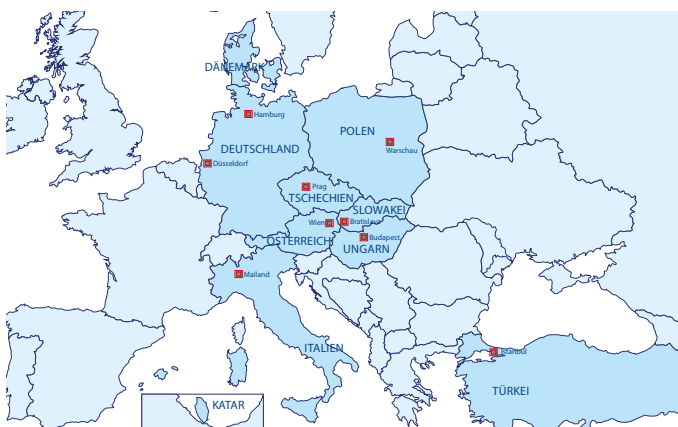 DÄNEMARK
Hamburg
POLEN
Warschau
DEUTSCHLAND
Düsseldorf
Prag
TSCHECHIEN
SLOWAKEI
Wien
Bratislava
ÖSTERREICH
Budapest
UNGARN
Mailand
ITALIEN
Istanbul
TÜRKEI
KATAR